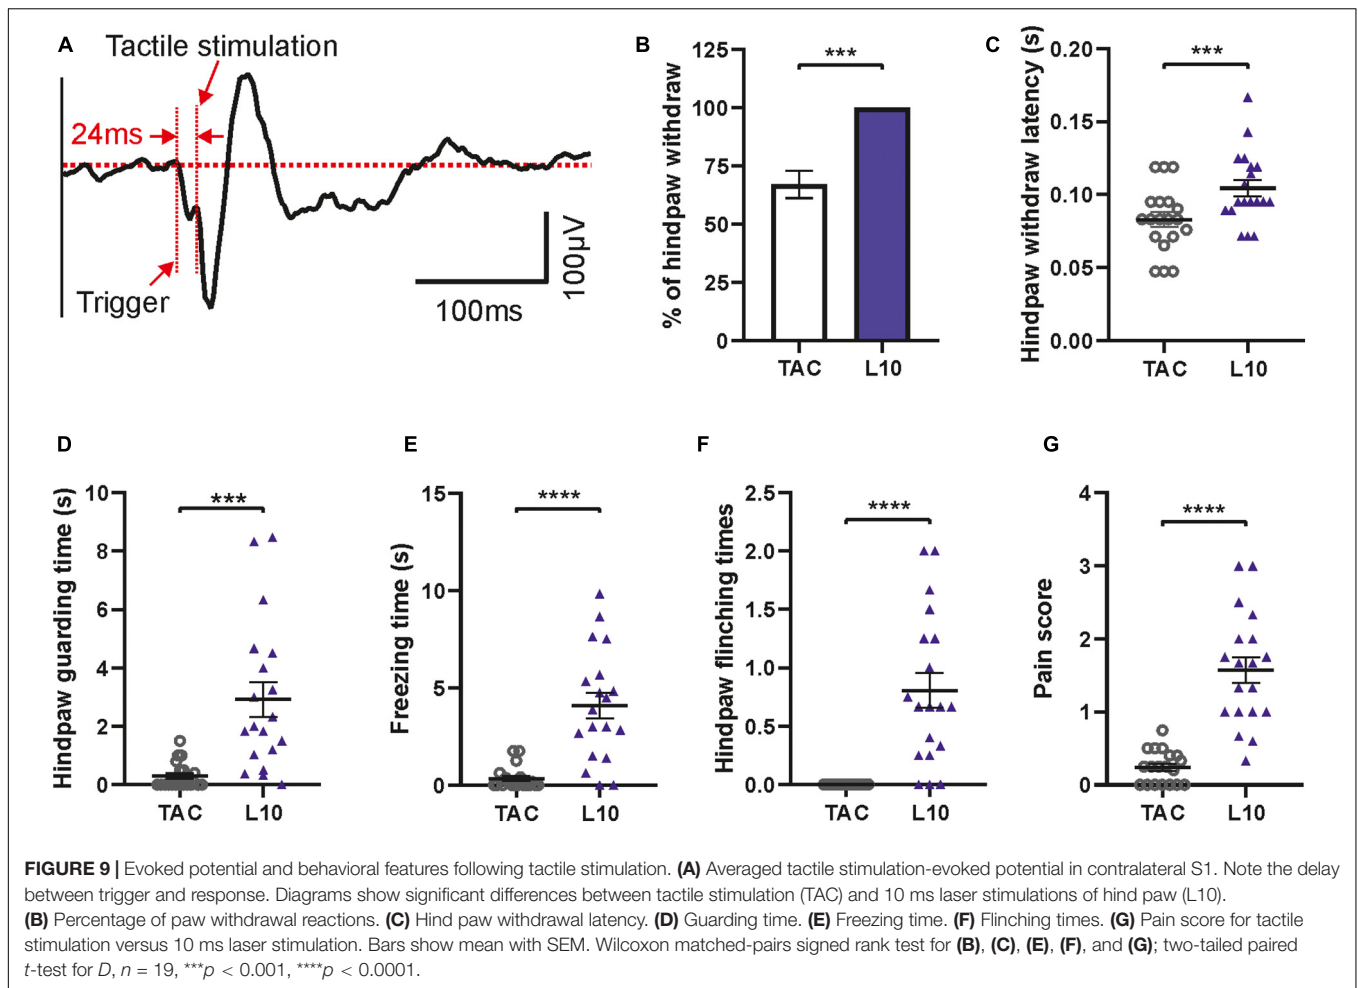 A
Tactile stimulation
24ms
Trigger
100ms
100µV
B
% of hindpaw withdraw
125
100
75
50
25
0
***
TAC L10
C
Hindpaw withdraw latency (s)
0.20
0.15
0.10
0.05
0.00
***
TAC L10
D
Hindpaw guarding time (s)
10
8
6
4
2
0
***
TAC L10
E
Freezing time (s)
15
10
5
0
****
TAC L10
F
Hindpaw flinching times
2.5
2.0
1.5
1.0
0.5
0.0
****
TAC L10
G
Pain score
4
3
2
1
0
****
TAC L10
FIGURE 9 | Evoked potential and behavioral features following tactile stimulation. (A) Averaged tactile stimulation-evoked potential in contralateral S1. Note the delay
between trigger and response. Diagrams show significant differences between tactile stimulation (TAC) and 10 ms laser stimulations of hind paw (L10).
(B) Percentage of paw withdrawal reactions. (C) Hind paw withdrawal latency. (D) Guarding time. (E) Freezing time. (F) Flinching times. (G) Pain score for tactile
stimulation versus 10 ms laser stimulation. Bars show mean with SEM. Wilcoxon matched-pairs signed rank test for (B), (C), (E), (F), and (G); two-tailed paired
t-test for D, n = 19, ***p < 0.001, ****p < 0.0001.